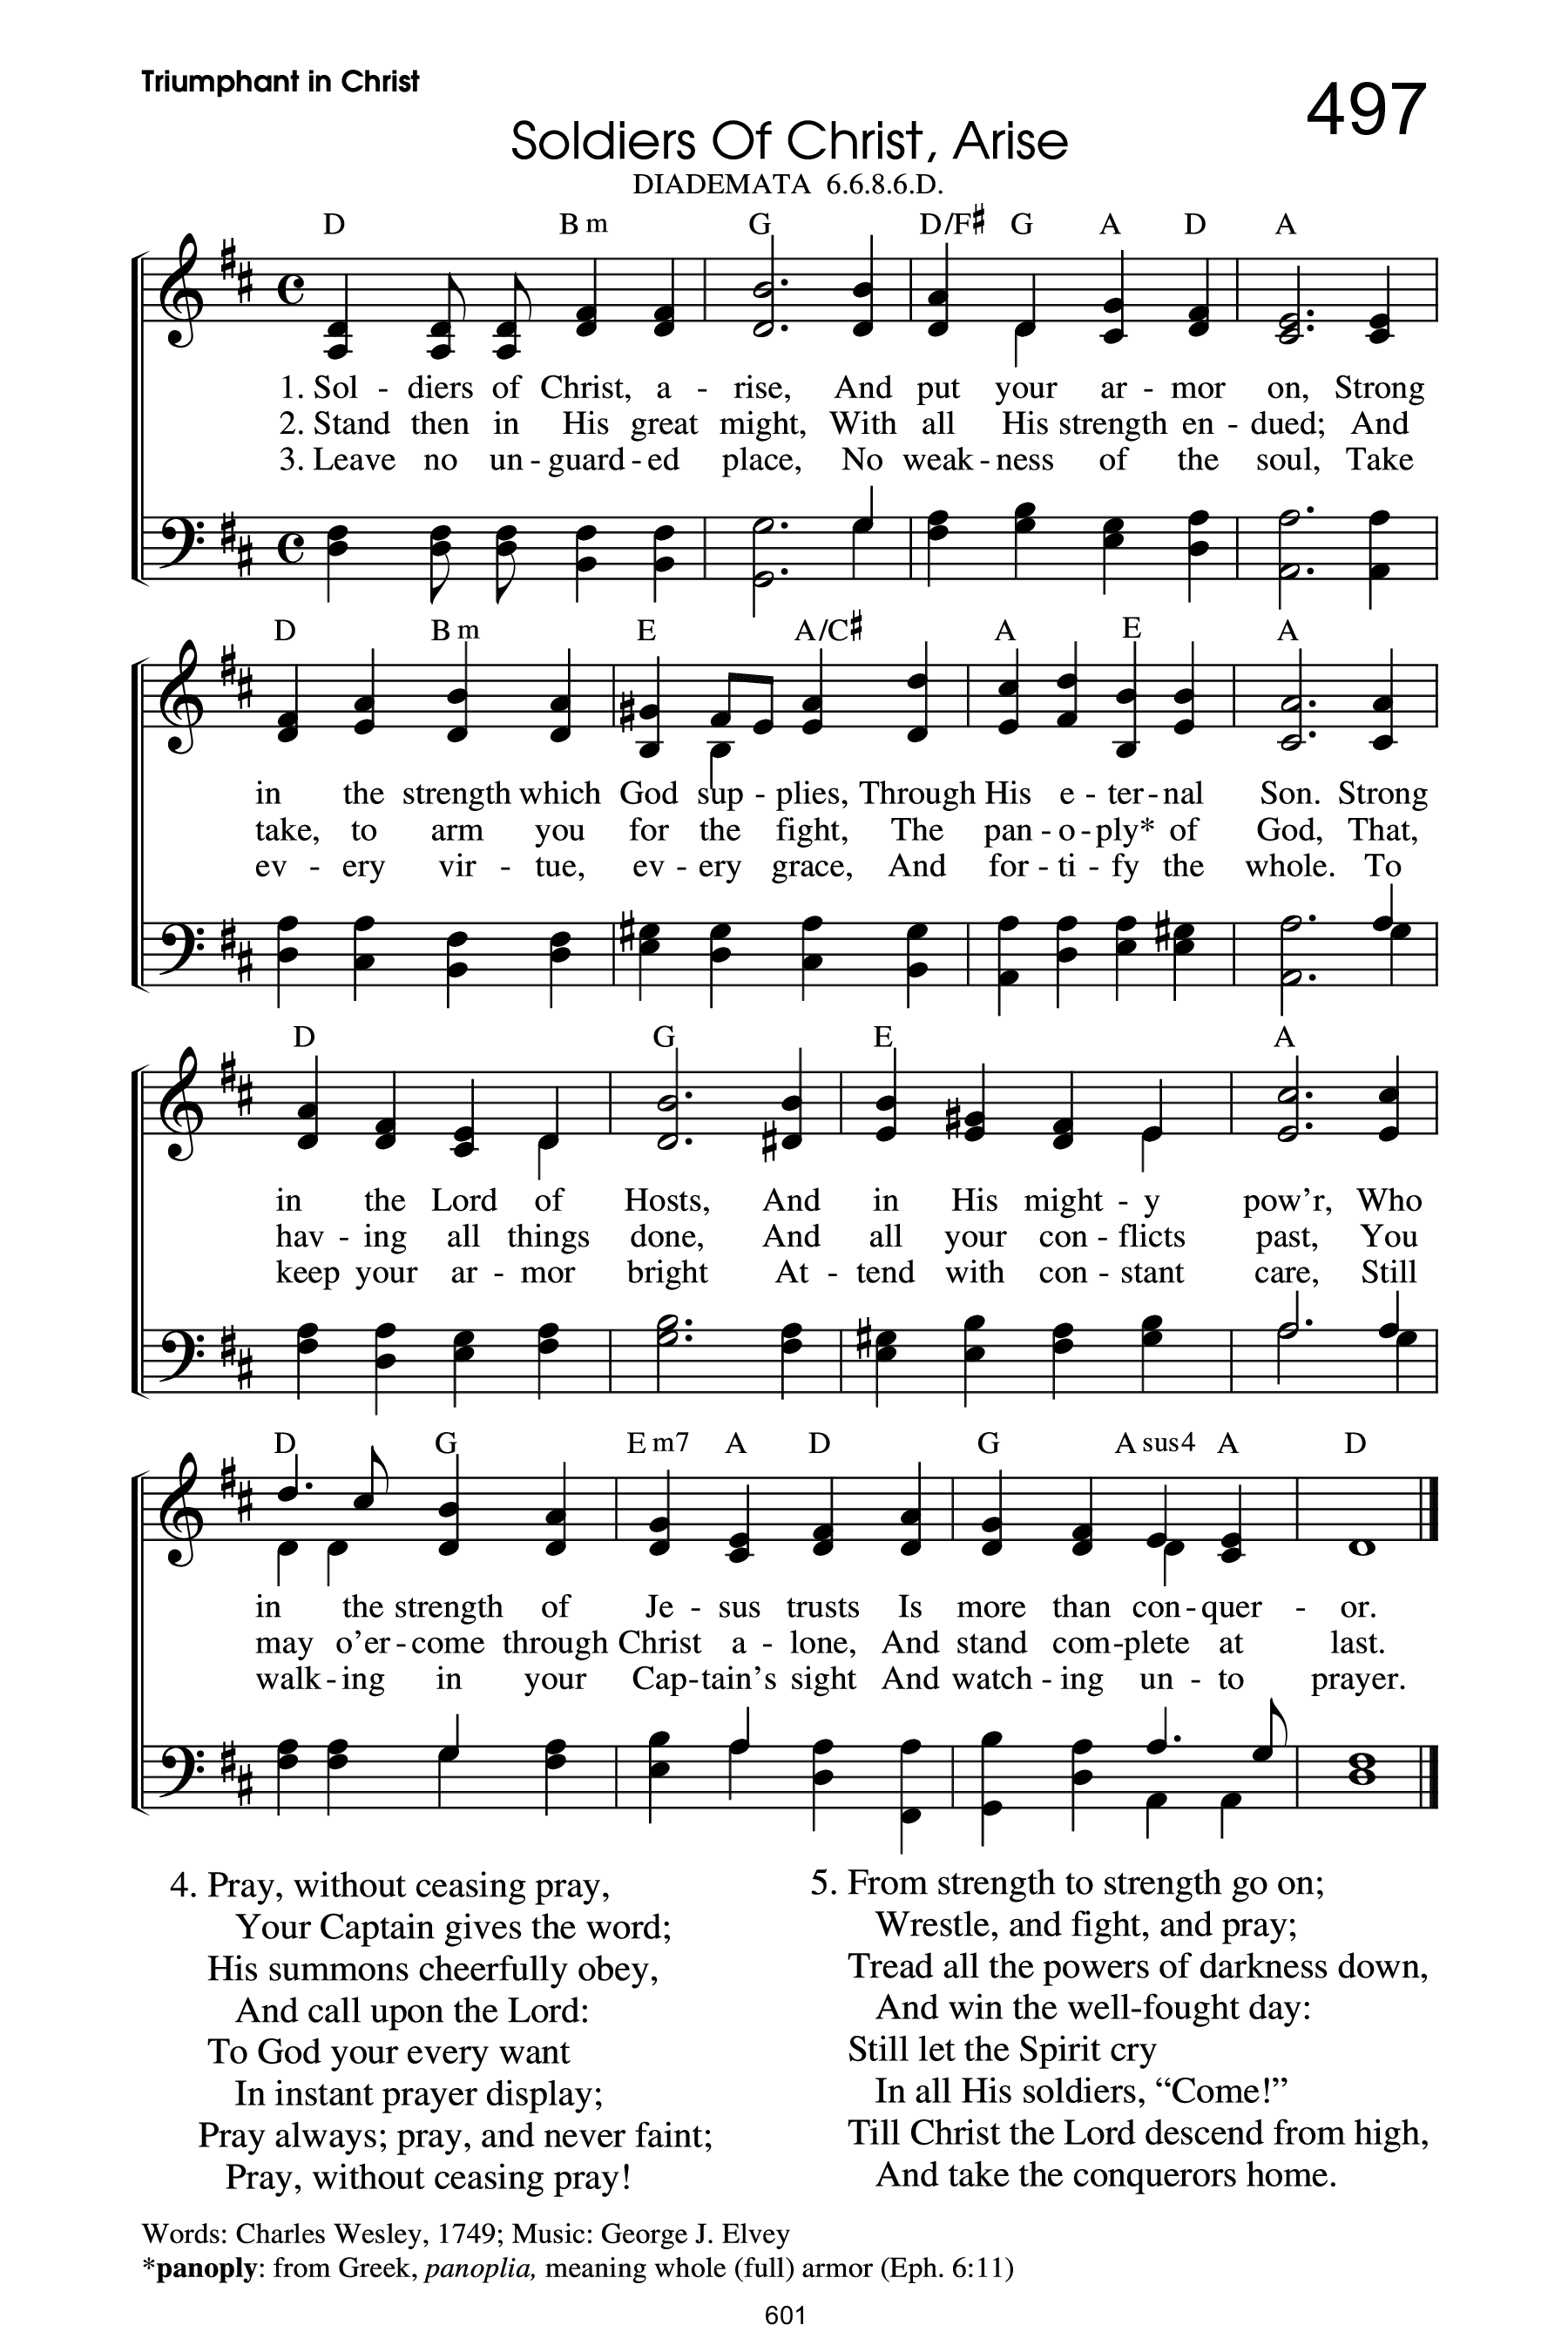 Triumphant in Christ
497
Soldiers Of Christ, Arise
DIADEMATA 6.6.8.6.D.
D Bm G D/F# G A D A
1. Sol - diers of Christ, a - rise, And put your ar - mor on, Strong
2. Stand then in His great might, With all His strength en - dued; And
3. Leave no un - guard - ed place, No weak - ness of the soul, Take
D Bm E A/C# A E A
in the strength which God sup - plies, Through His e - ter - nal Son. Strong
take, to arm you for the fight, The pan - o - ply* of God, That,
ev - ery vir - tue, ev - ery grace, And for - ti - fy the whole. To
D G E A
in the Lord of Hosts, And in His might - y pow'r, Who
hav - ing all things done, And all your con - flicts past, You
keep your ar - mor bright At - tend with con - stant care, Still
D G Em7 A D G Asus4 A D
in the strength of Je - sus trusts Is more than con - quer - or.
may o'er - come through Christ a - lone, And stand com - plete at last.
walk - ing in your Cap - tain's sight And watch - ing un - to prayer.
4. Pray, without ceasing pray,
Your Captain gives the word;
His summons cheerfully obey,
And call upon the Lord:
To God your every want
In instant prayer display;
Pray always; pray, and never faint;
Pray, without ceasing pray!
5. From strength to strength go on;
Wrestle, and fight, and pray;
Tread all the powers of darkness down,
And win the well-fought day:
Still let the Spirit cry
In all His soldiers, “Come!”
Till Christ the Lord descend from high,
And take the conquerors home.
Words: Charles Wesley, 1749; Music: George J. Elvey
*panoply: from Greek, panoplia, meaning whole (full) armor (Eph. 6:11)
601